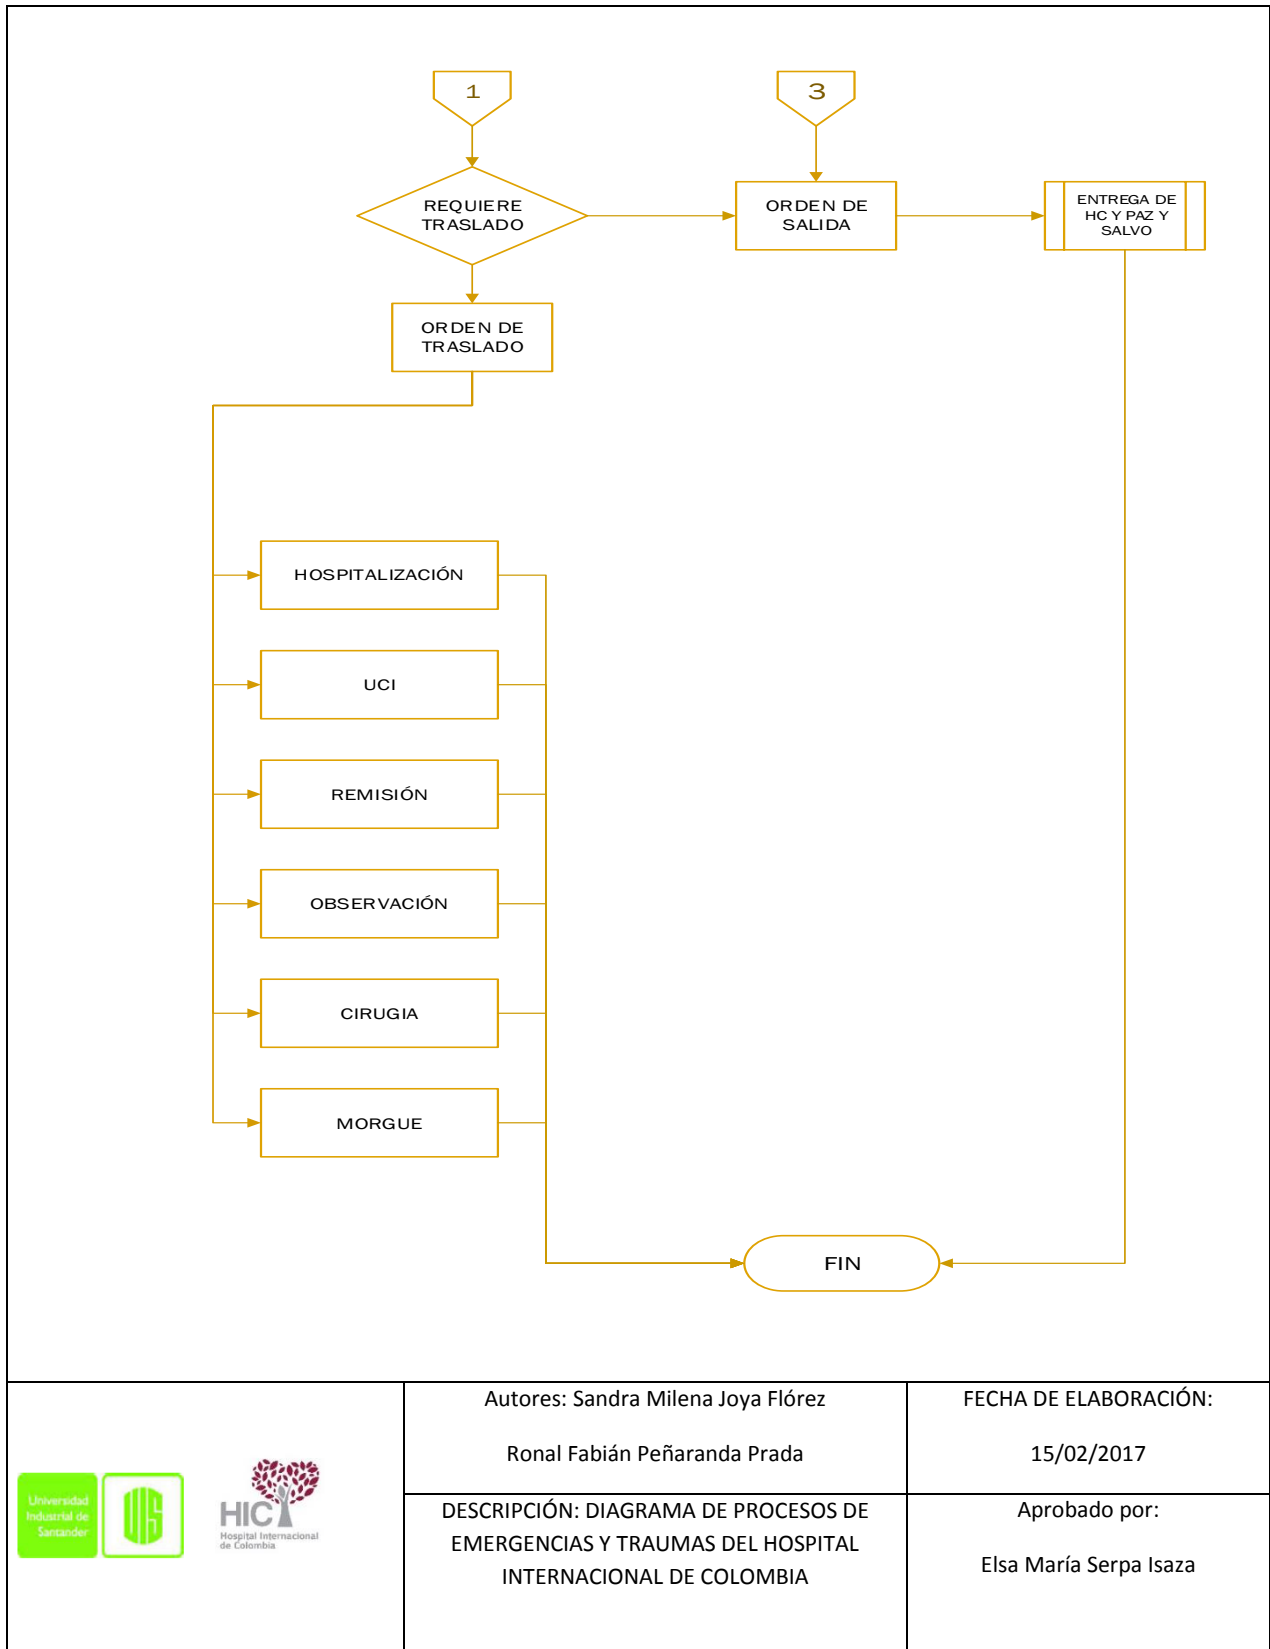 1
3
REQUIERE
TRASLADO
ORDEN DE
SALIDA
ENTREGA DE
HC Y PAZ Y
SALVO
ORDEN DE
TRASLADO
HOSPITALIZACIÓN
UCI
REMISIÓN
OBSERVACIÓN
CIRUGIA
MORGUE
FIN
Universidad
Industrial de
Santander
UIS
HIC
Hospital Internacional
de Colombia
Autores: Sandra Milena Joya Flórez
Ronal Fabián Peñaranda Prada
FECHA DE ELABORACIÓN:
15/02/2017
DESCRIPCIÓN: DIAGRAMA DE PROCESOS DE
EMERGENCIAS Y TRAUMAS DEL HOSPITAL
INTERNACIONAL DE COLOMBIA
Aprobado por:
Elsa María Serpa Isaza